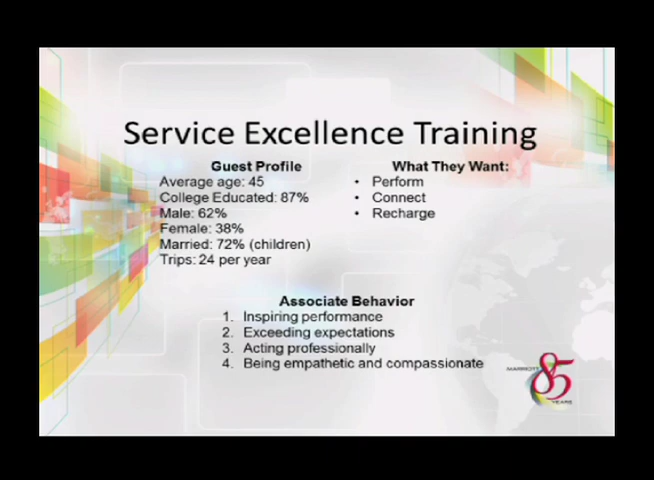 Service Excellence Training
Guest Profile
Average age: 45
College Educated: 87%
Male: 62%
Female: 38%
Married: 72% (children)
Trips: 24 per year
What They Want:
• Perform
• Connect
• Recharge
Associate Behavior
1. Inspiring performance
2. Exceeding expectations
3. Acting professionally
4. Being empathetic and compassionate
MARRIOTT 85 YEARS